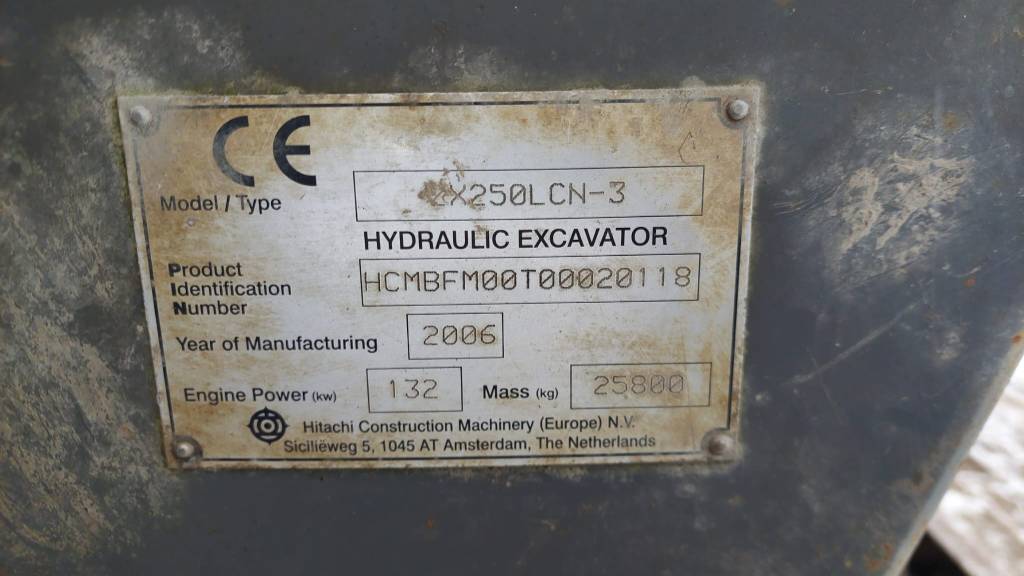 CE
Model / Type
X250LCN-3
HYDRAULIC EXCAVATOR
Product
Identification
Number
HCMBFM00T00020118
Year of Manufacturing 2006
Engine Power (kw) 132 Mass (kg) 25800
Hitachi Construction Machinery (Europe) N.V.
Siciliëweg 5, 1045 AT Amsterdam, The Netherlands